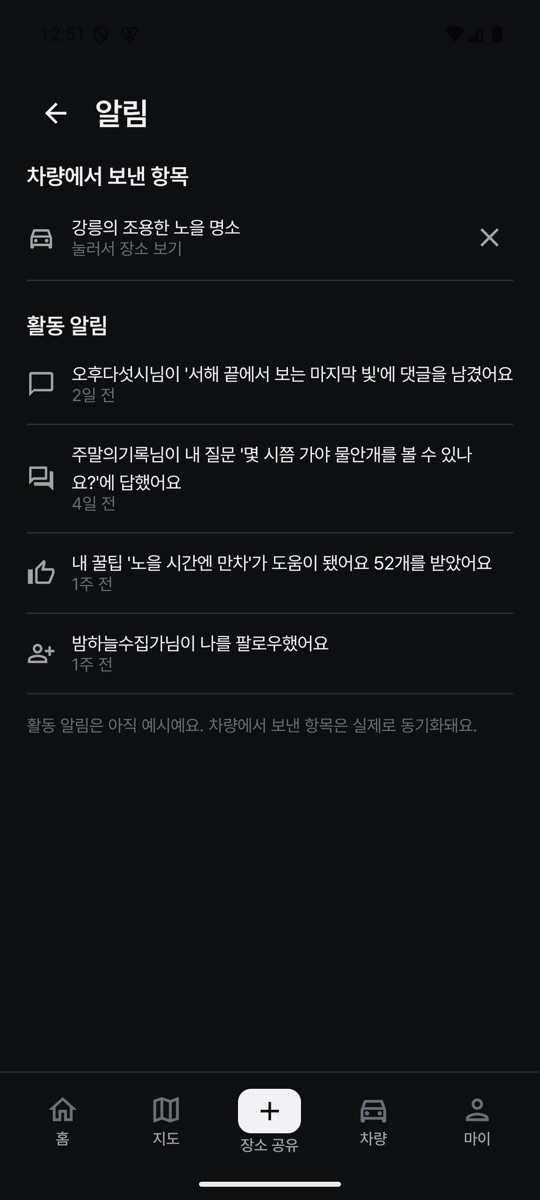 12:51
알림
차량에서 보낸 항목
강릉의 조용한 노을 명소
눌러서 장소 보기
활동 알림
오후다섯시님이 '서해 끝에서 보는 마지막 빛'에 댓글을 남겼어요
2일 전
주말의기록님이 내 질문 '몇 시쯤 가야 물안개를 볼 수 있나
요?'에 답했어요
4일 전
내 꿀팁 '노을 시간엔 만차'가 도움이 됐어요 52개를 받았어요
1주 전
밤하늘수집가님이 나를 팔로우했어요
1주 전
활동 알림은 아직 예시예요. 차량에서 보낸 항목은 실제로 동기화돼요.
홈
지도
장소 공유
차량
마이